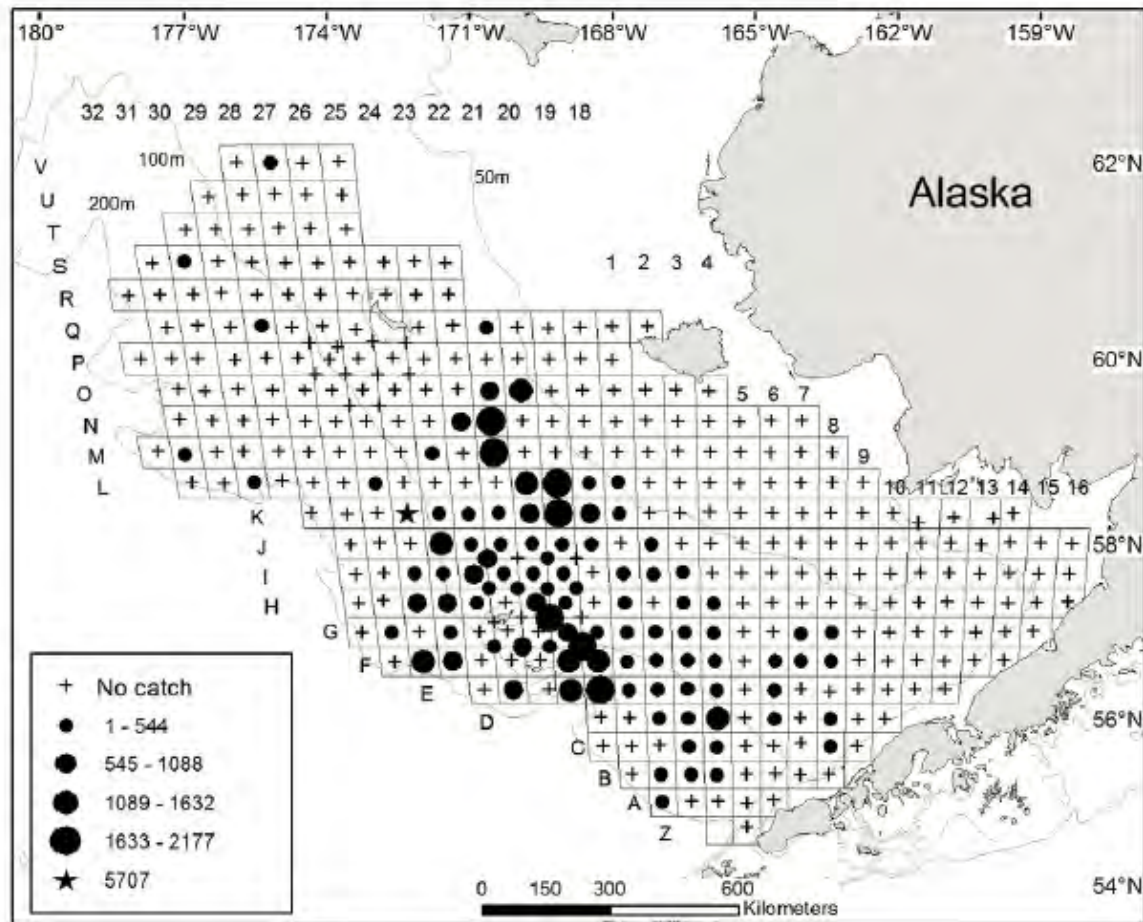 180° 177°W 174°W 171°W 168°W 165°W 162°W 159°W
32 31 30 29 28 27 26 25 24 23 22 21 20 19 18
V 100m 50m 62°N
U 200m Alaska
T
S 1 2 3 4
R
Q
P 60°N
O 5 6 7
N 8
M 9
L 10 11 12 13 14 15 16
K
J 58°N
I
H
G
F
E
D
C 56°N
B
A
Z
No catch
1 - 544
545 - 1088
1089 - 1632
1633 - 2177
5707
54°N
0 150 300 600
Kilometers